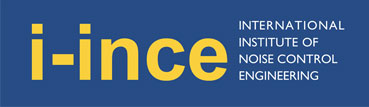 i-ince
INTERNATIONAL
INSTITUTE OF
NOISE CONTROL
ENGINEERING